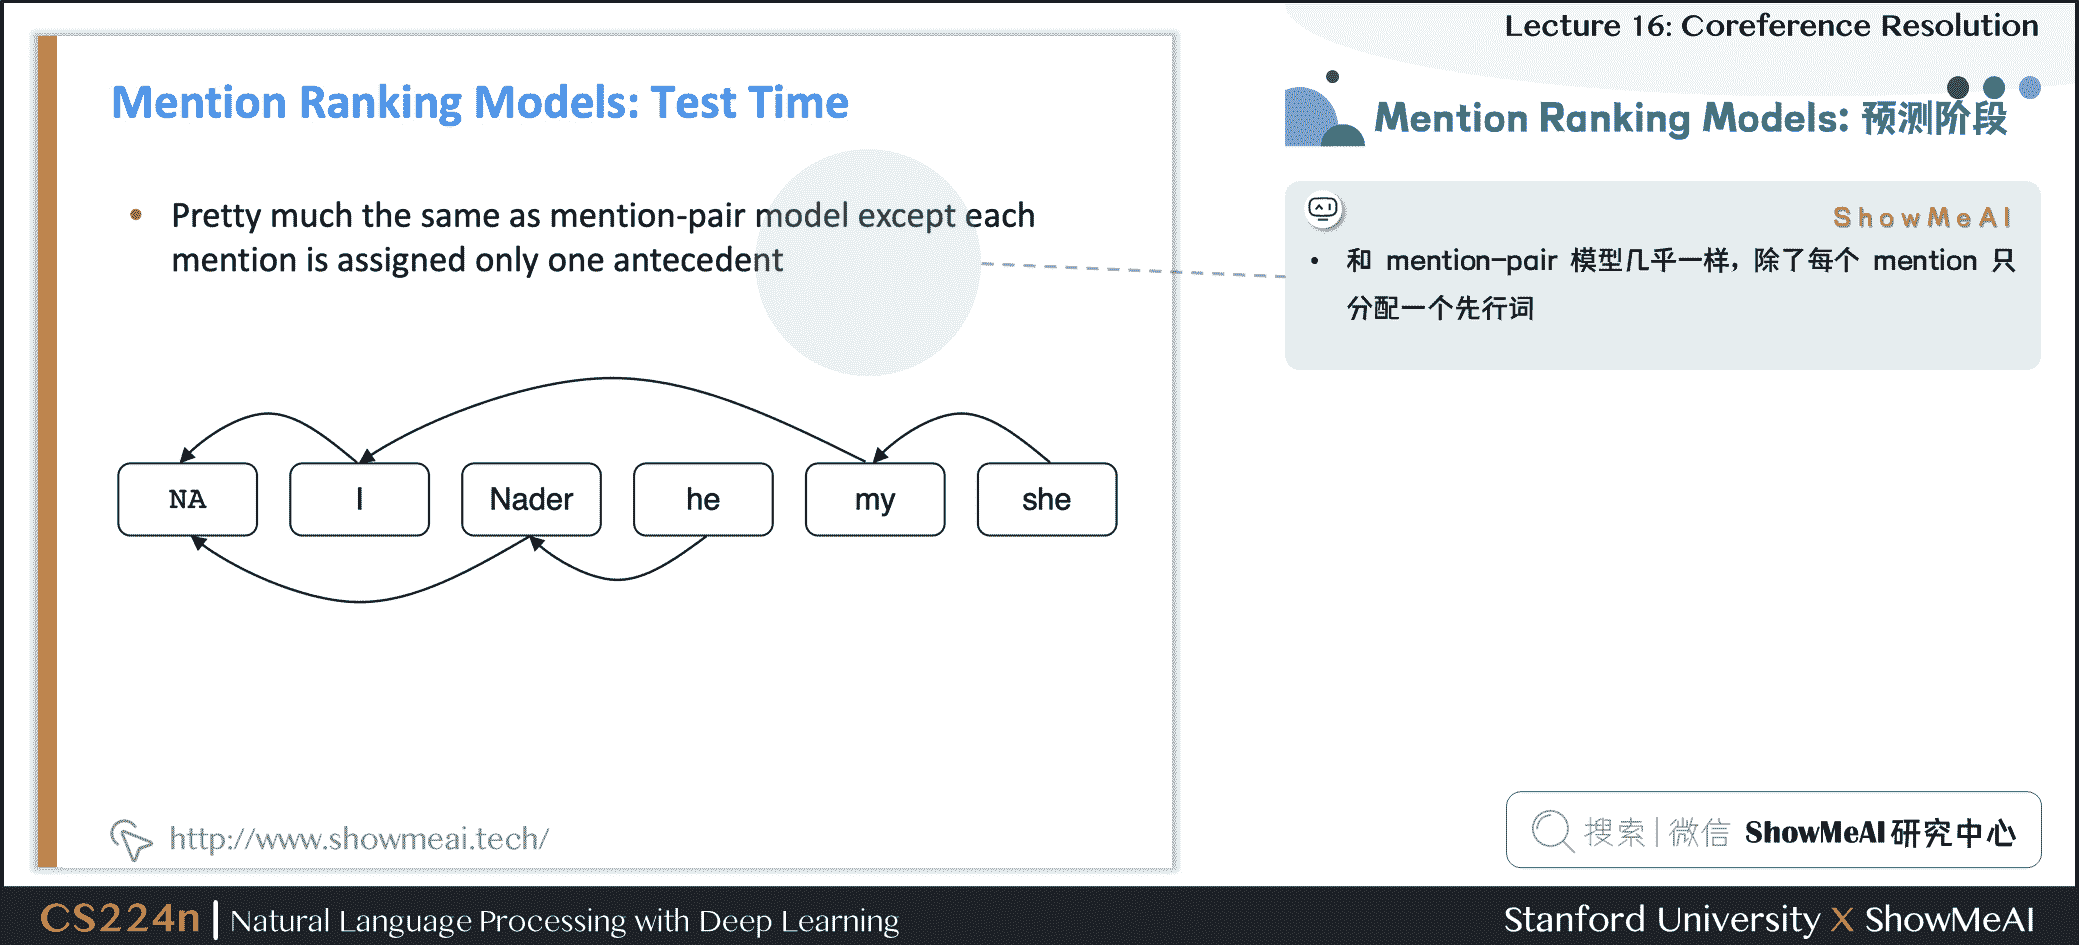 Lecture 16: Coreference Resolution
Mention Ranking Models: Test Time
Pretty much the same as mention-pair model except each
mention is assigned only one antecedent
NA
I
Nader
he
my
she
http://www.showmeai.tech/
Mention Ranking Models: 预测阶段
ShowMeAI
• 和 mention-pair 模型几乎一样，除了每个 mention 只
分配一个先行词
搜索|微信 ShowMeAI研究中心
CS224n | Natural Language Processing with Deep Learning
Stanford University X ShowMeAI